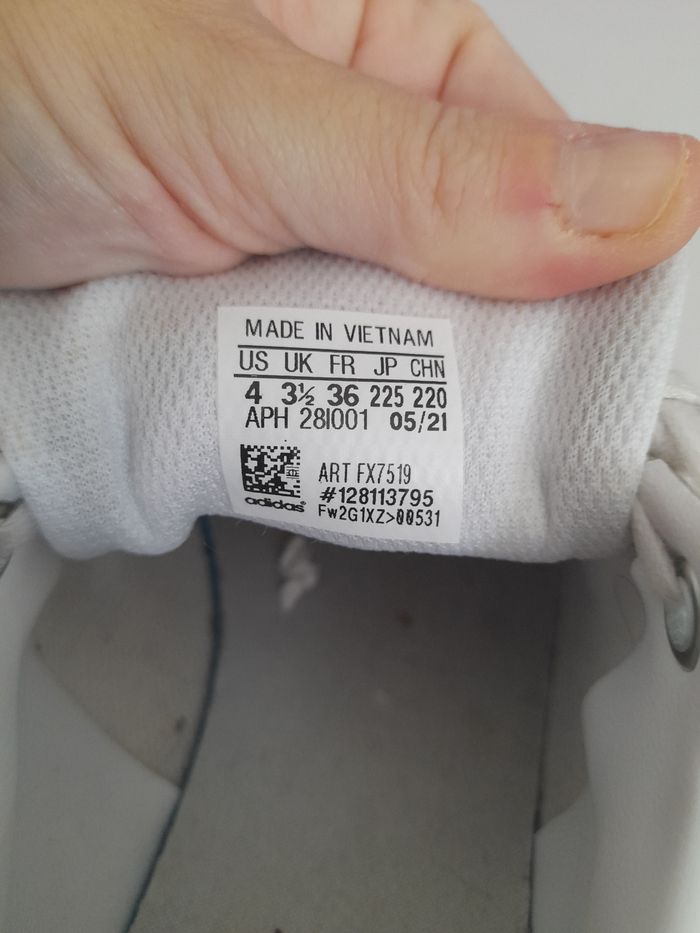 MADE IN VIETNAM
US UK FR JP CHN
4 3½ 36 225 220
APH 28I001 05/21
ART FX7519
#128113795
adidas
FW2G1XZ>00531